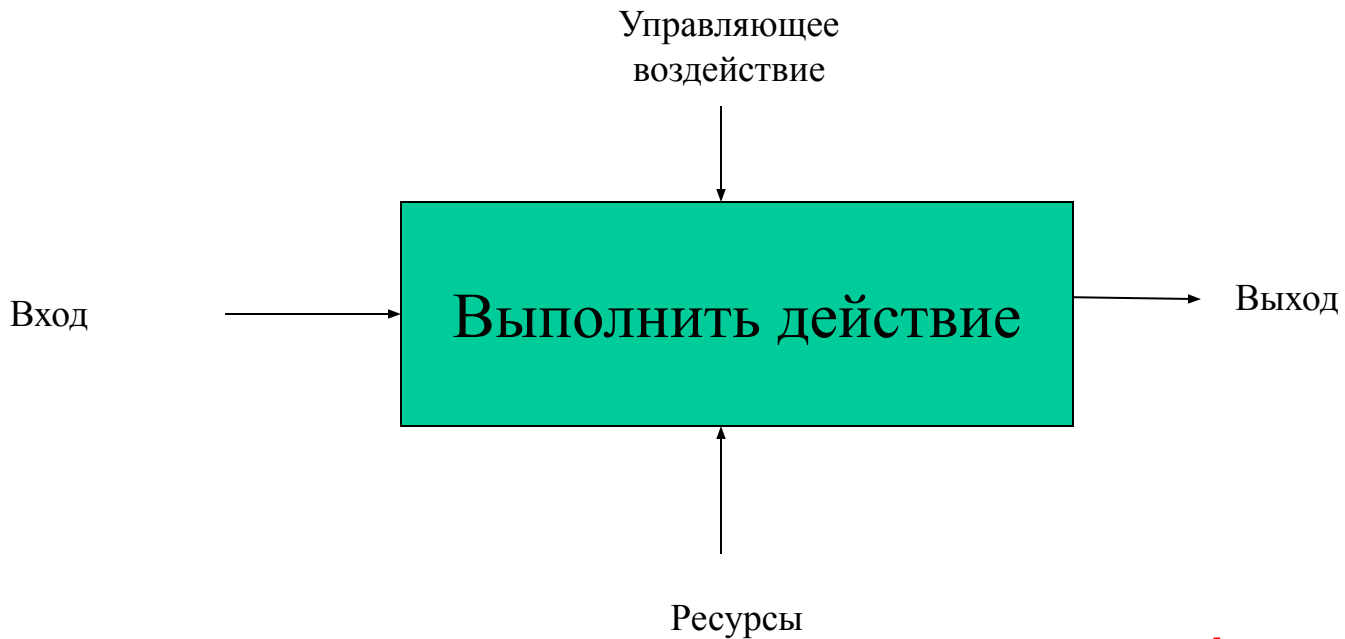 Управляющее
воздействие
Вход
Выполнить действие
Выход
Ресурсы